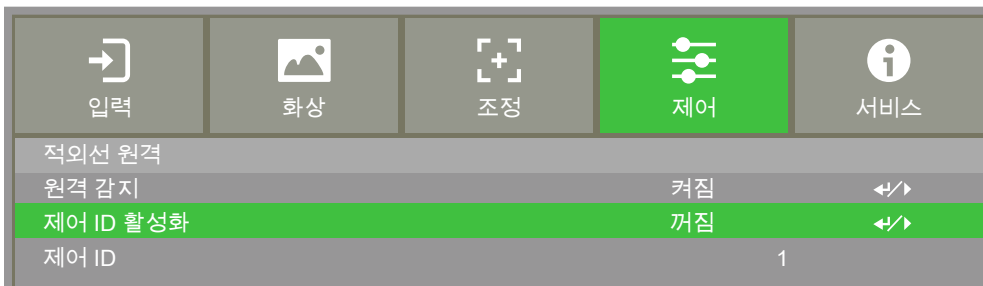 입력 화상 조정 제어 서비스
적외선 원격
원격 감지 켜짐
제어 ID 활성화 꺼짐
제어 ID 1